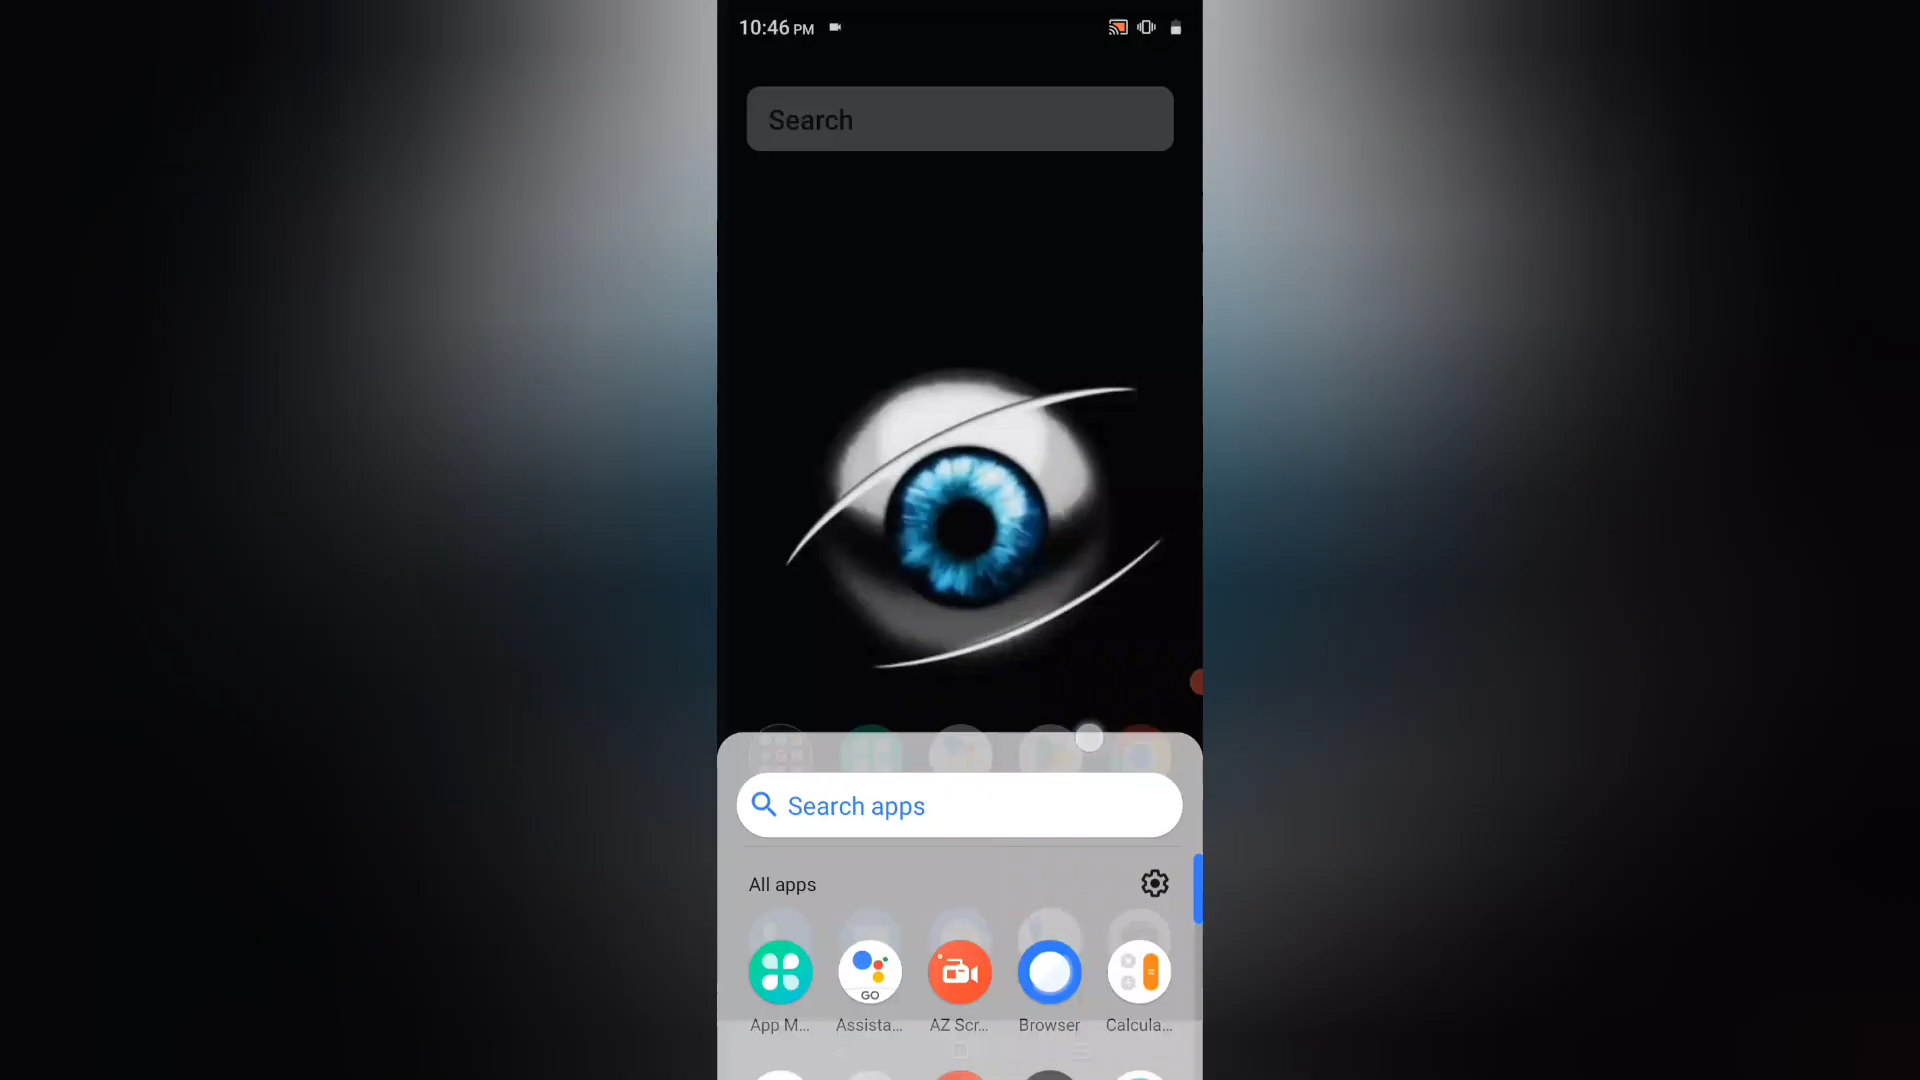 10:46 PM
Search
Search apps
All apps
GO
App M...
Assista...
AZ Scr...
Browser
Calcula...